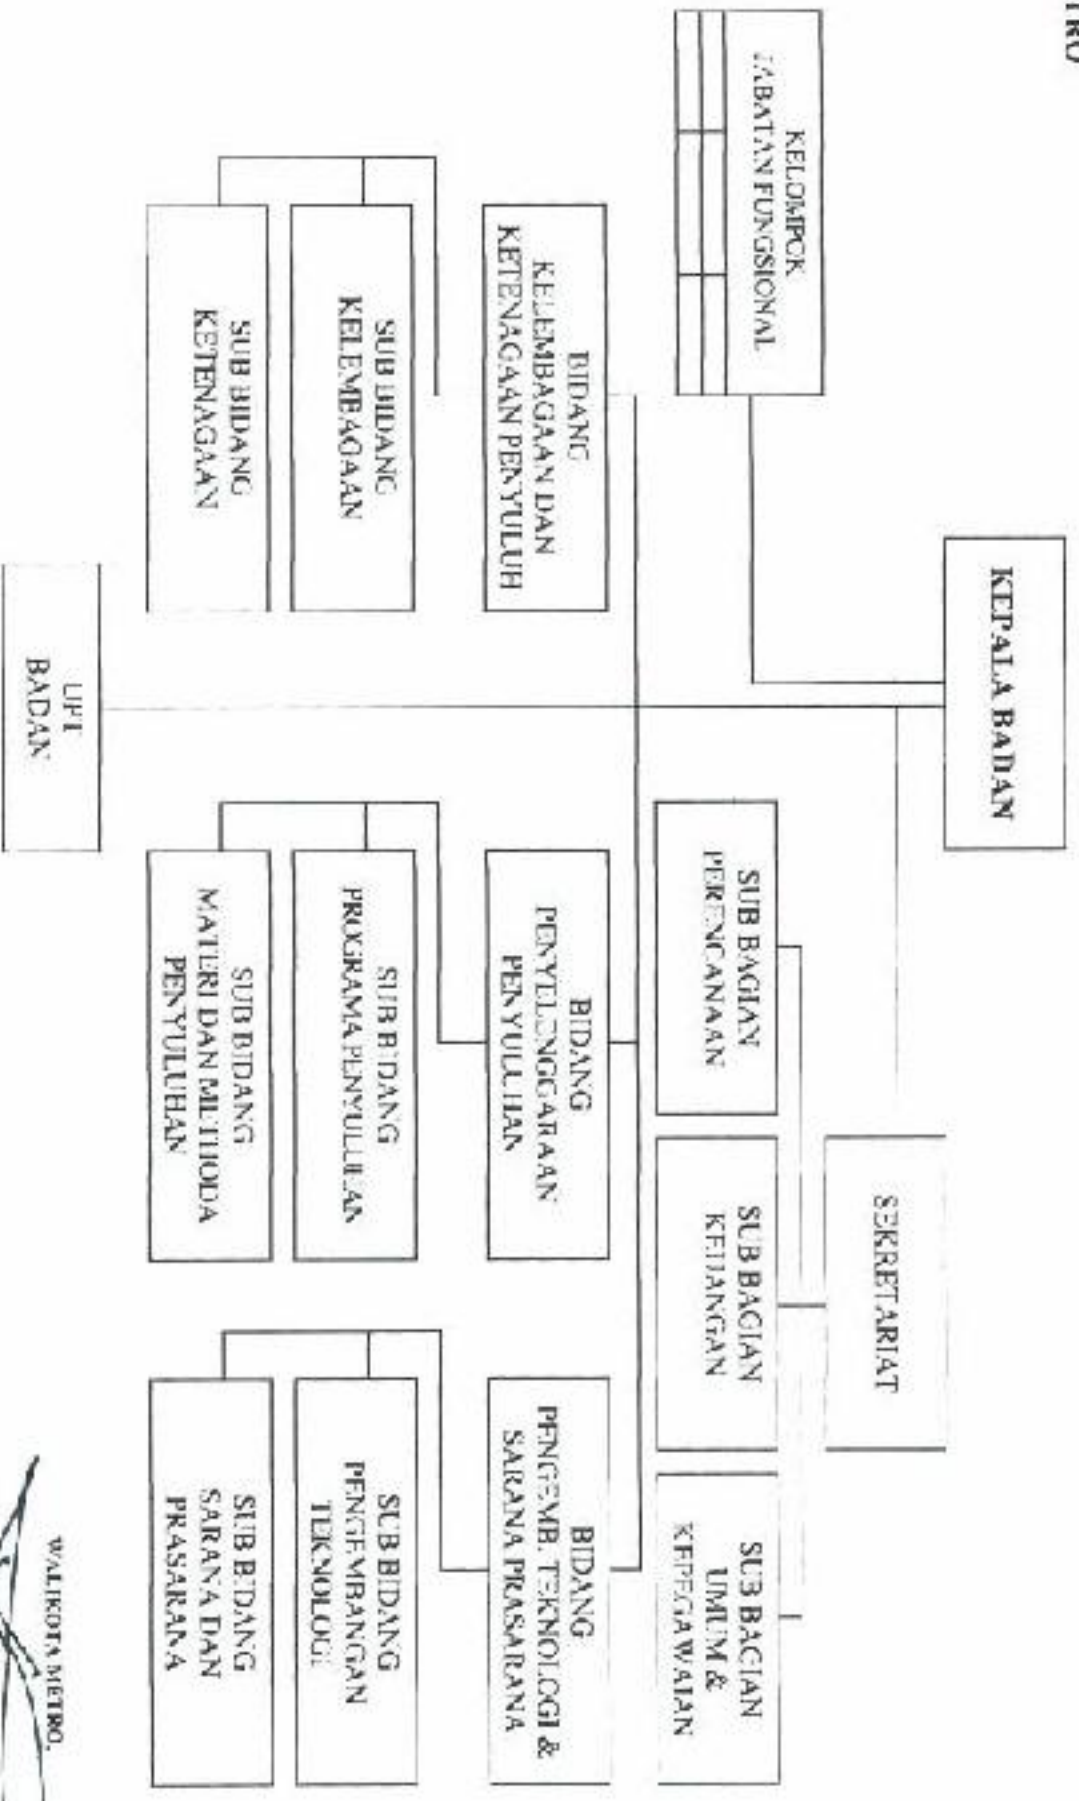 TRO
KEPALA BADAN
KELOMPOK
JABATAN FUNGSIONAL
SEKRETARIAT
SUB BAGIAN
PERENCANAAN
SUB BAGIAN
KEUANGAN
SUB BAGIAN
UMUM &
KEPEGAWAIAN
BIDANG
KELEMBAGAAN DAN
KETENAGAAN PENYULUH
BIDANG
PENYELENGGARAAN
PENYULUHAN
BIDANG
PENGEMB. TEKNOLOGI &
SARANA PRASARANA
SUB BIDANG
KELEMBAGAAN
SUB BIDANG
PROGRAMA PENYULUHAN
SUB BIDANG
PENGEMBANGAN
TEKNOLOGI
SUB BIDANG
KETENAGAAN
SUB BIDANG
MATERI DAN METHODA
PENYULUHAN
SUB BIDANG
SARANA DAN
PRASARANA
UPT
BADAN
WALIKOTA METRO,